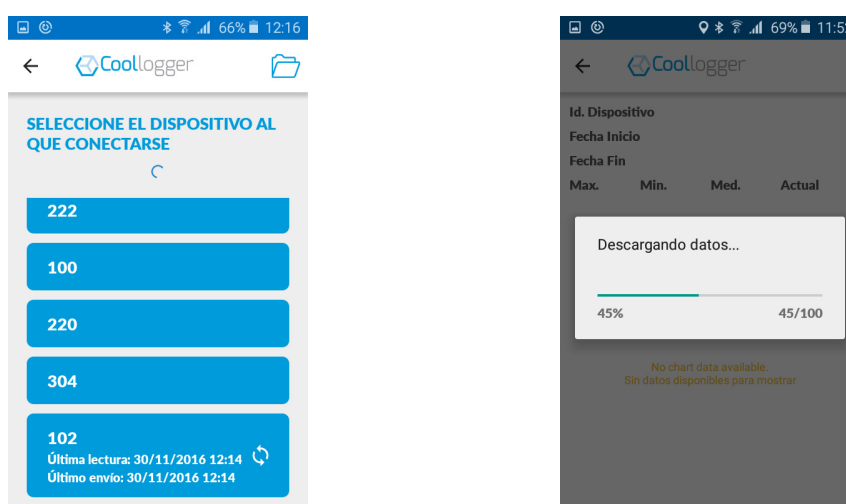 66% 12:16
Coollogger
SELECCIONE EL DISPOSITIVO AL
QUE CONECTARSE
222
100
220
304
102
Última lectura: 30/11/2016 12:14
Último envío: 30/11/2016 12:14
69%
Coollogger
Id. Dispositivo
Fecha Inicio
Fecha Fin
Max. Min. Med. Actual
Descargando datos...
45% 45/100
No chart data available.
Sin datos disponibles para mostrar